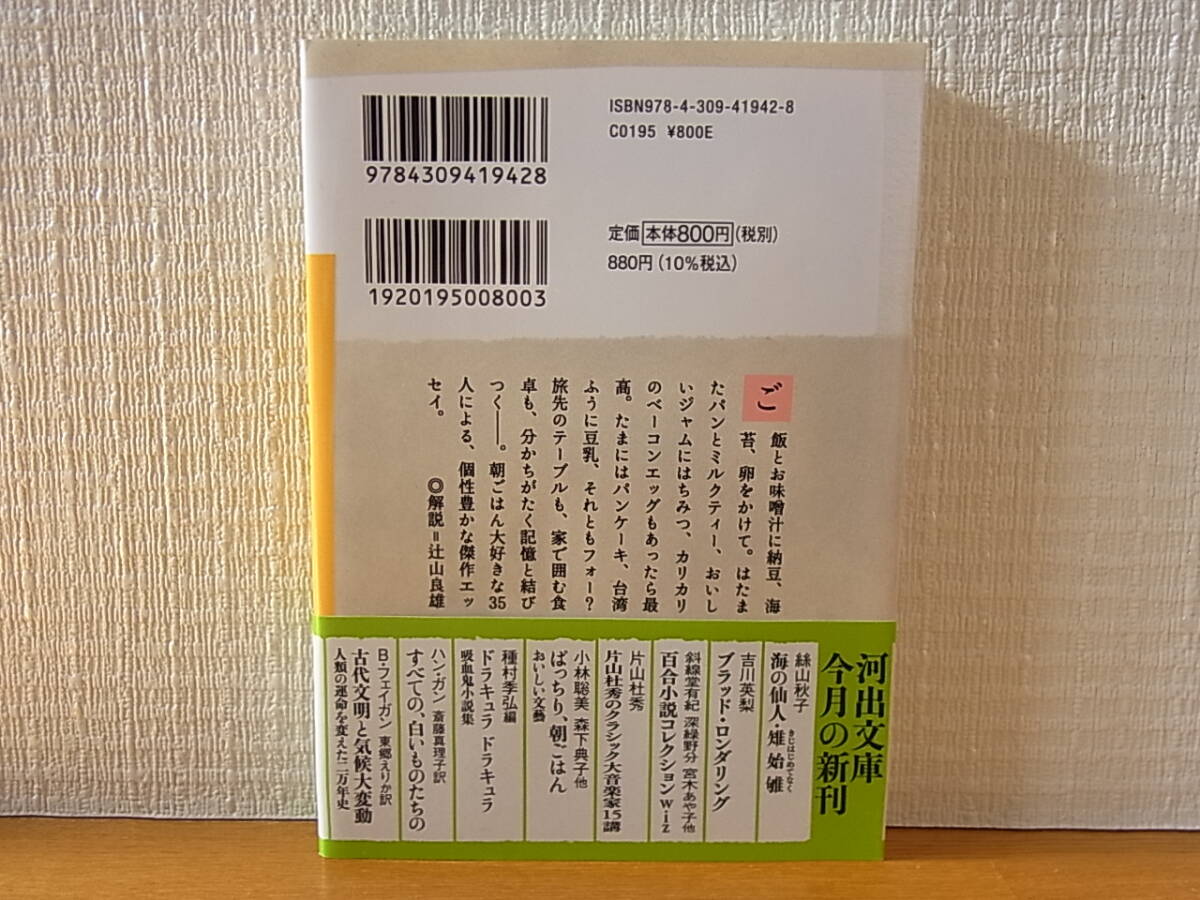 ISBN978-4-309-41942-8
C0195 ¥800E
9784309419428
定価 本体800円 (税別)
880円 (10%税込)
1920195008003
ご飯とお味噌汁に納豆、海
苔、卵をかけて。はたま
たパンとミルクティー、おいし
いジャムにはちみつ、カリカリ
のベーコンエッグもあったら最
高。たまにはパンケーキ、台湾
ふうに豆乳、それともフォー?
旅先のテーブルも、家で囲む食
卓も、分かちがたく記憶と結び
つく――。朝ごはん大好きな35
人による、個性豊かな傑作エッ
セイ。
◎解説=辻山良雄
河出文庫
今月の新刊
絲山秋子
海の仙人・雉始雊
きじはじめてなく
吉川英梨
ブラッド・ロンダリング
斜線堂有紀 深緑野分 宮木あや子他
百合小説コレクション wiz
片山杜秀
片山杜秀のクラシック大音楽家15講
小林聡美 森下典子他
ぱっちり、朝ごはん
おいしい文藝
種村季弘編
ドラキュラ ドラキュラ
吸血鬼小説集
ハン・ガン 斎藤真理子訳
すべての、白いものたちの
B・フェイガン 東郷えりか訳
古代文明と気候大変動
人類の運命を変えた二万年史